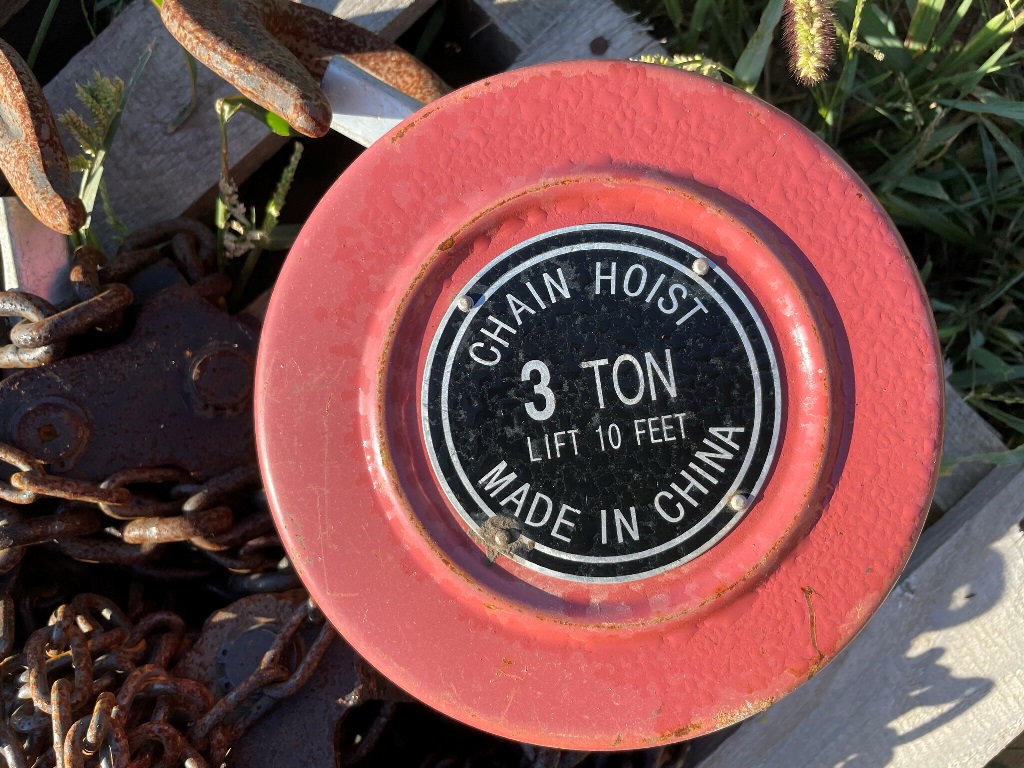 CHAIN HOIST
3 TON
LIFT 10 FEET
MADE IN CHINA